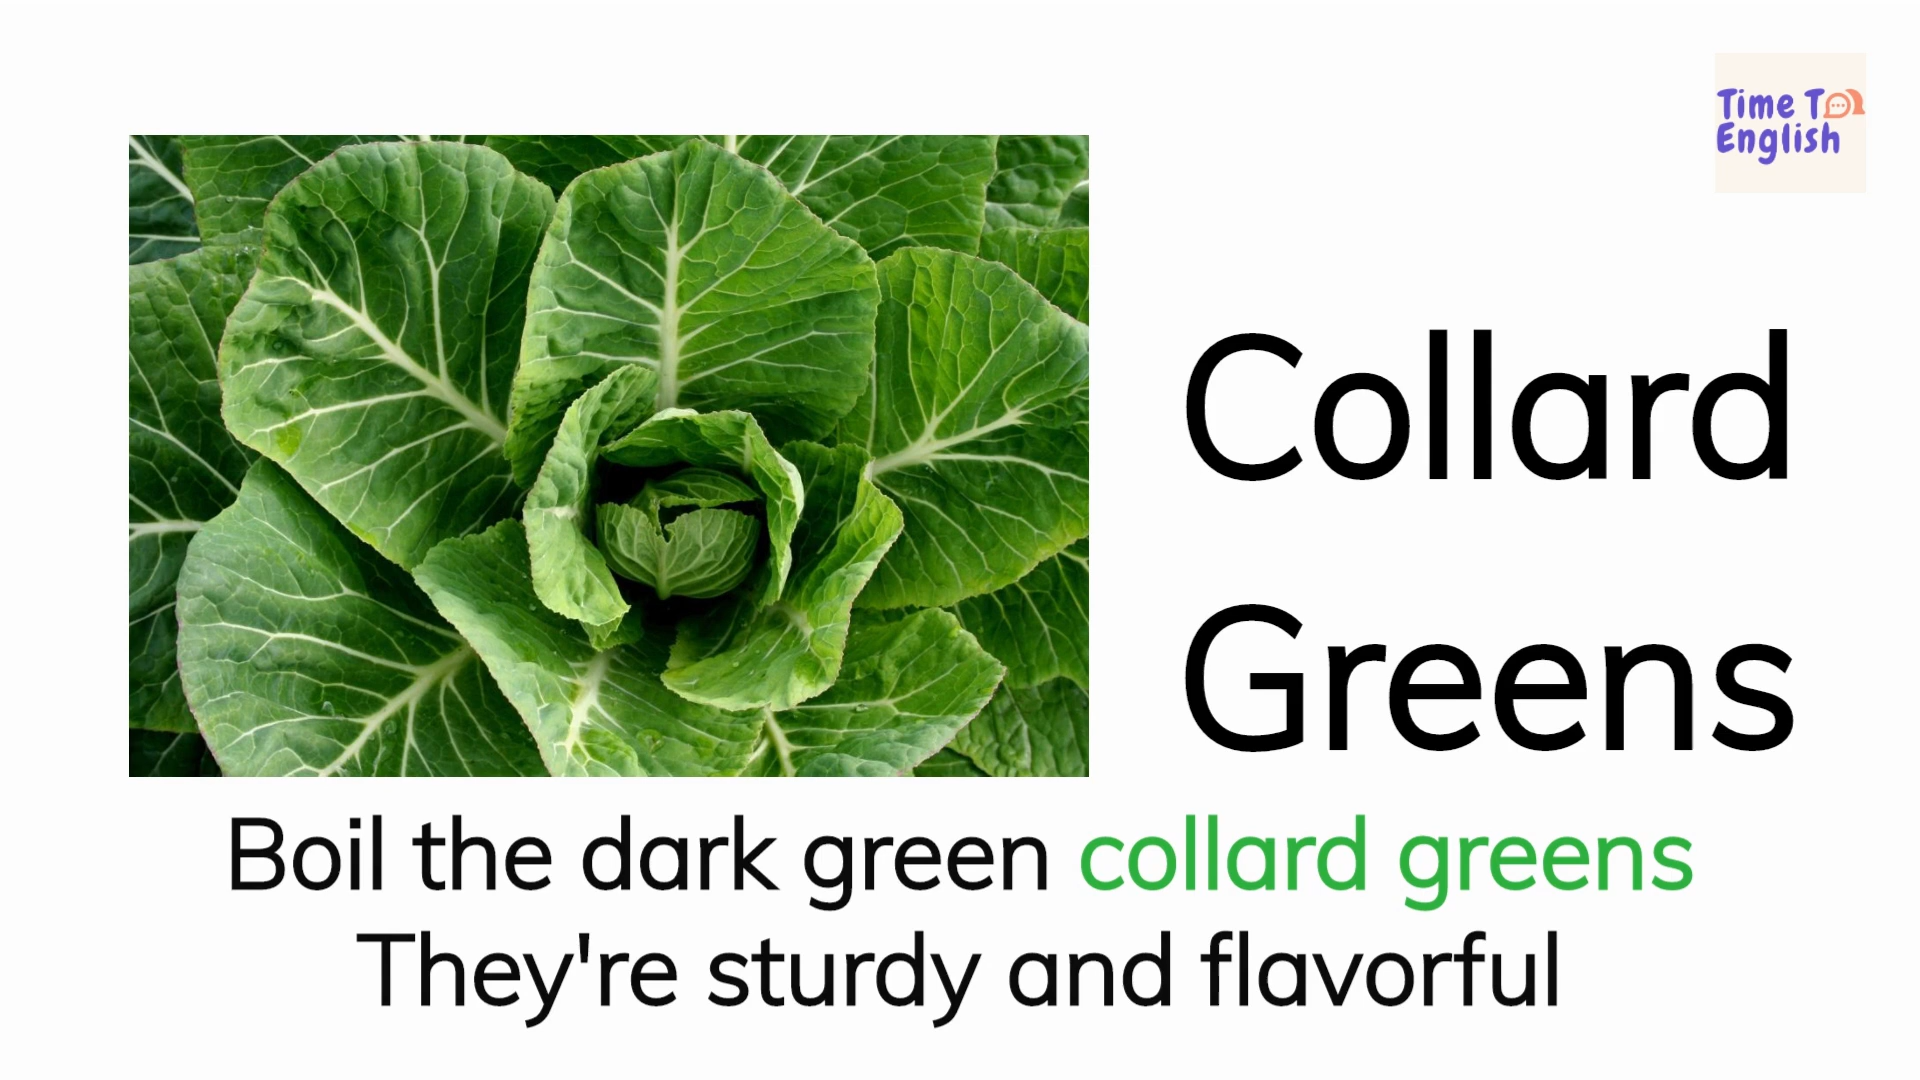 Time To
English
Collard
Greens
Boil the dark green collard greens
They're sturdy and flavorful